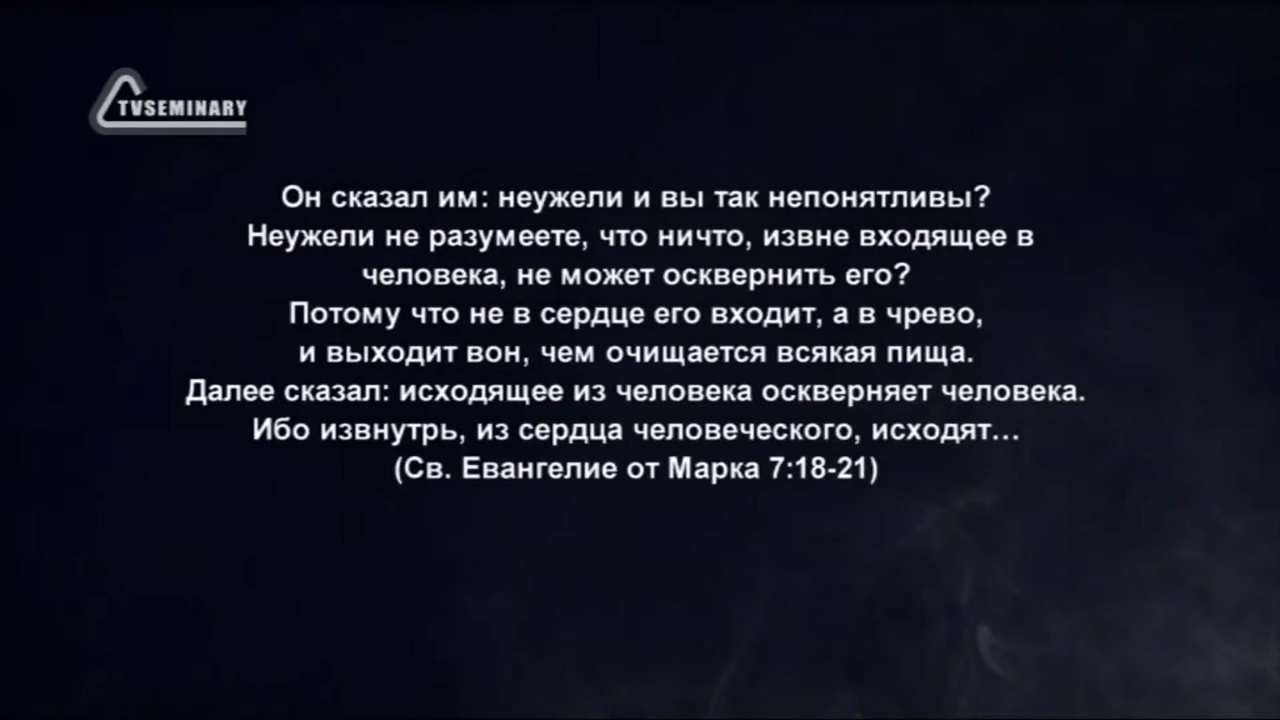 TVSEMINARY
Он сказал им: неужели и вы так непонятливы?
Неужели не разумеете, что ничто, извне входящее в
человека, не может осквернить его?
Потому что не в сердце его входит, а в чрево,
и выходит вон, чем очищается всякая пища.
Далее сказал: исходящее из человека оскверняет человека.
Ибо извнутрь, из сердца человеческого, исходят...
(Св. Евангелие от Марка 7:18-21)